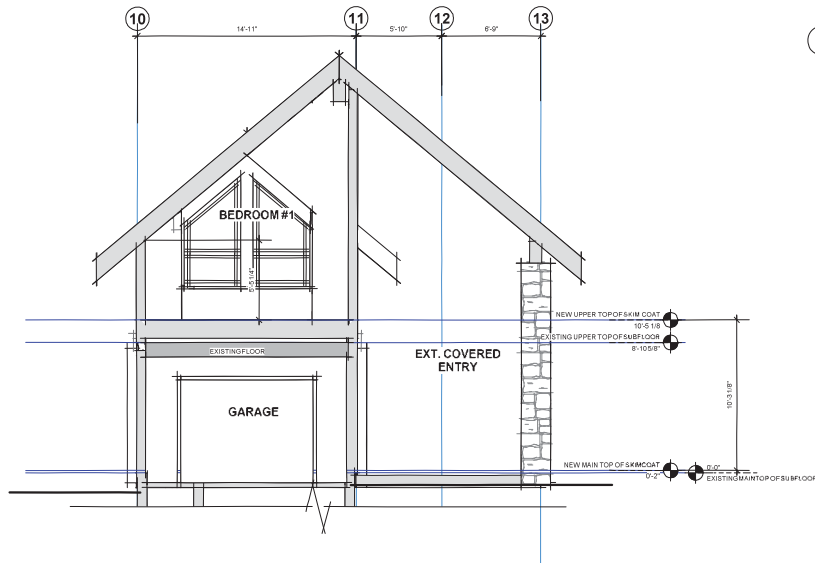 10
11
12
13
14'-11"
5'-10"
6'-9"
BEDROOM #1
5'-5 1/4"
NEW UPPER TOP OF SKIM COAT
10'-5 1/8
EXISTING UPPER TOP OF SUBFLOOR
8'-10 5/8"
EXISTING FLOOR
EXT. COVERED
ENTRY
GARAGE
10'-3 1/8"
NEW MAIN TOP OF SKIMCOAT
0'-2"
0'-0"
EXISTING MAIN TOP OF SUBFLOOR